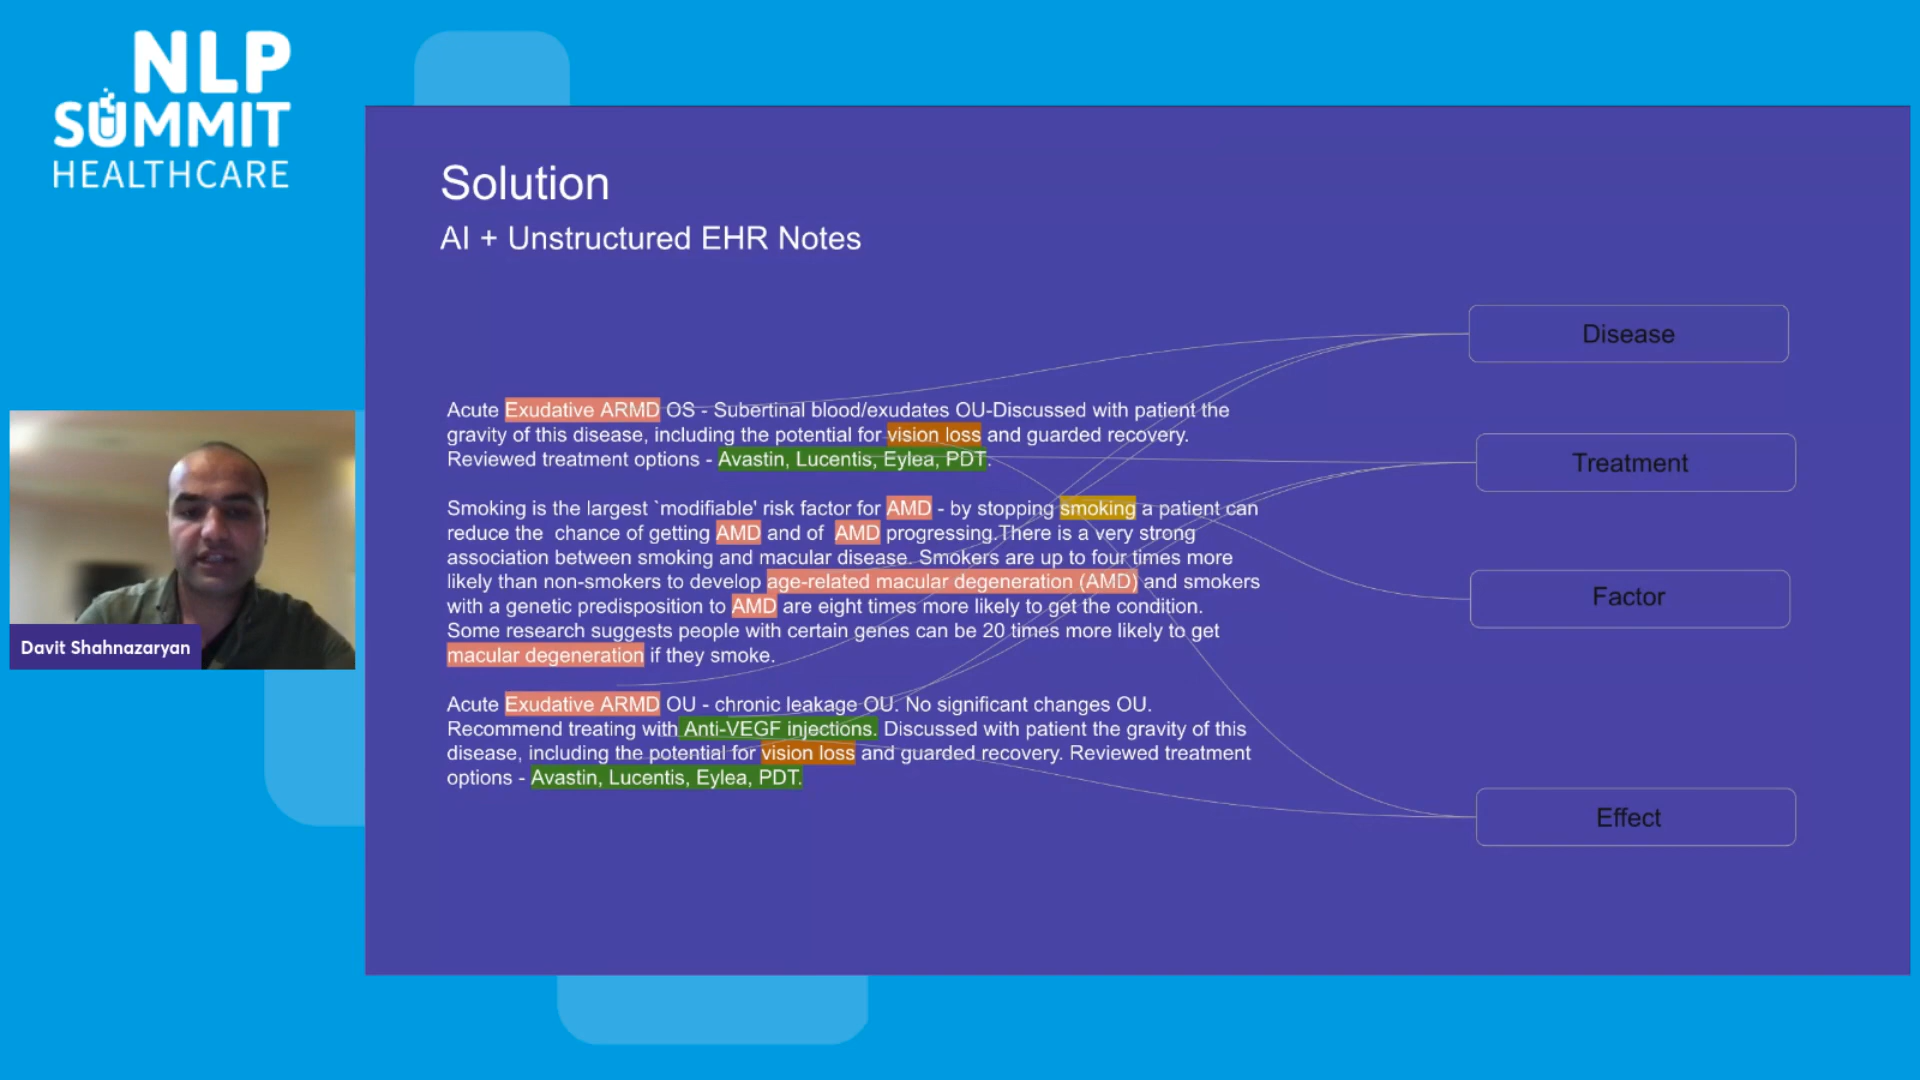 NLP
SUMMIT
HEALTHCARE
Solution
AI + Unstructured EHR Notes
Acute Exudative ARMD OS - Subertinal blood/exudates OU-Discussed with patient the
gravity of this disease, including the potential for vision loss and guarded recovery.
Reviewed treatment options - Avastin, Lucentis, Eylea, PDT.
Smoking is the largest `modifiable' risk factor for AMD - by stopping smoking a patient can
reduce the chance of getting AMD and of AMD progressing.There is a very strong
association between smoking and macular disease. Smokers are up to four times more
likely than non-smokers to develop age-related macular degeneration (AMD) and smokers
with a genetic predisposition to AMD are eight times more likely to get the condition.
Some research suggests people with certain genes can be 20 times more likely to get
macular degeneration if they smoke.
Acute Exudative ARMD OU - chronic leakage OU. No significant changes OU.
Recommend treating with Anti-VEGF injections. Discussed with patient the gravity of this
disease, including the potential for vision loss and guarded recovery. Reviewed treatment
options - Avastin, Lucentis, Eylea, PDT.
Disease
Treatment
Factor
Effect
Davit Shahnazaryan